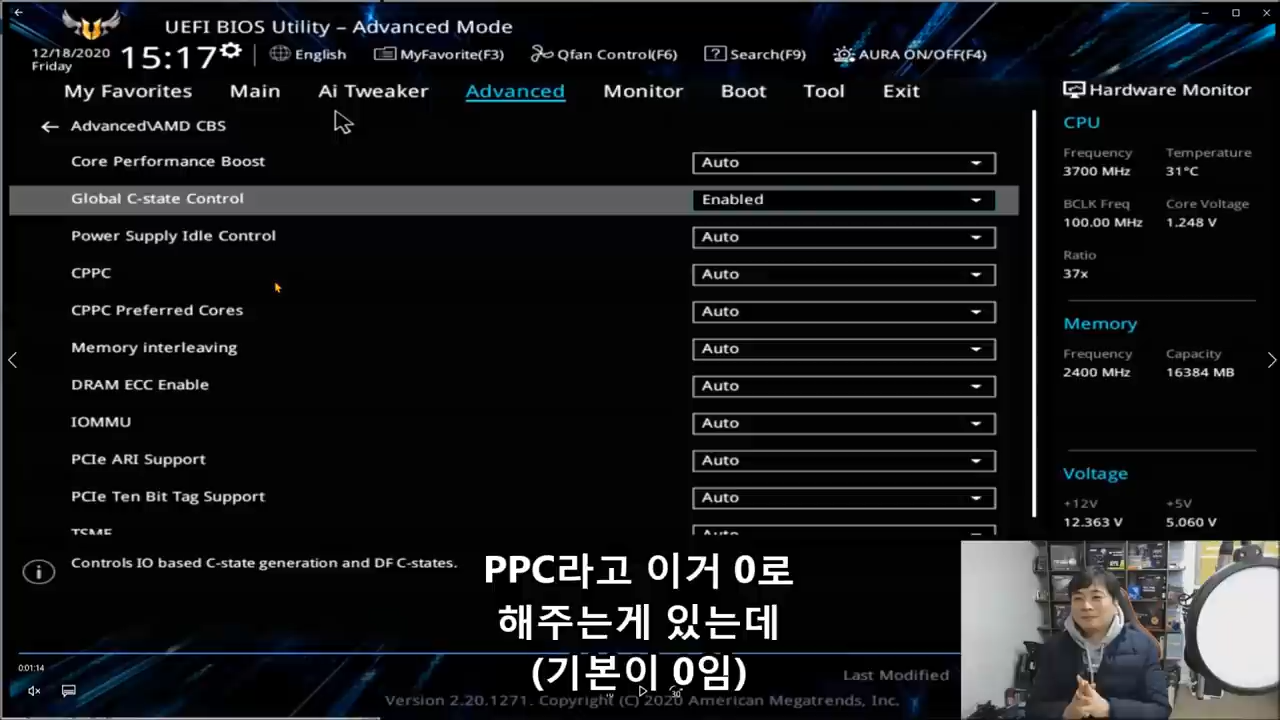 UEFI BIOS Utility – Advanced Mode
12/18/2020
Friday
15:17
English
MyFavorite(F3)
Qfan Control(F6)
? Search(F9)
AURA ON/OFF(F4)
My Favorites
Main
Ai Tweaker
Advanced
Monitor
Boot
Tool
Exit
Hardware Monitor
← Advanced\AMD CBS
Core Performance Boost Auto
Global C-state Control Enabled
Power Supply Idle Control Auto
CPPC Auto
CPPC Preferred Cores Auto
Memory interleaving Auto
DRAM ECC Enable Auto
IOMMU Auto
PCIe ARI Support Auto
PCIe Ten Bit Tag Support Auto
TSME Auto
CPU
Frequency Temperature
3700 MHz 31°C
BCLK Freq Core Voltage
100.00 MHz 1.248 V
Ratio
37x
Memory
Frequency Capacity
2400 MHz 16384 MB
Voltage
+12V +5V
12.363 V 5.060 V
i Controls IO based C-state generation and DF C-states.
PPC라고 이거 0로
해주는게 있는데
(기본이 0임)
0:01:14
10
30
Last Modified
Version 2.20.1271. Copyright (C) 2020 American Megatrends, Inc.